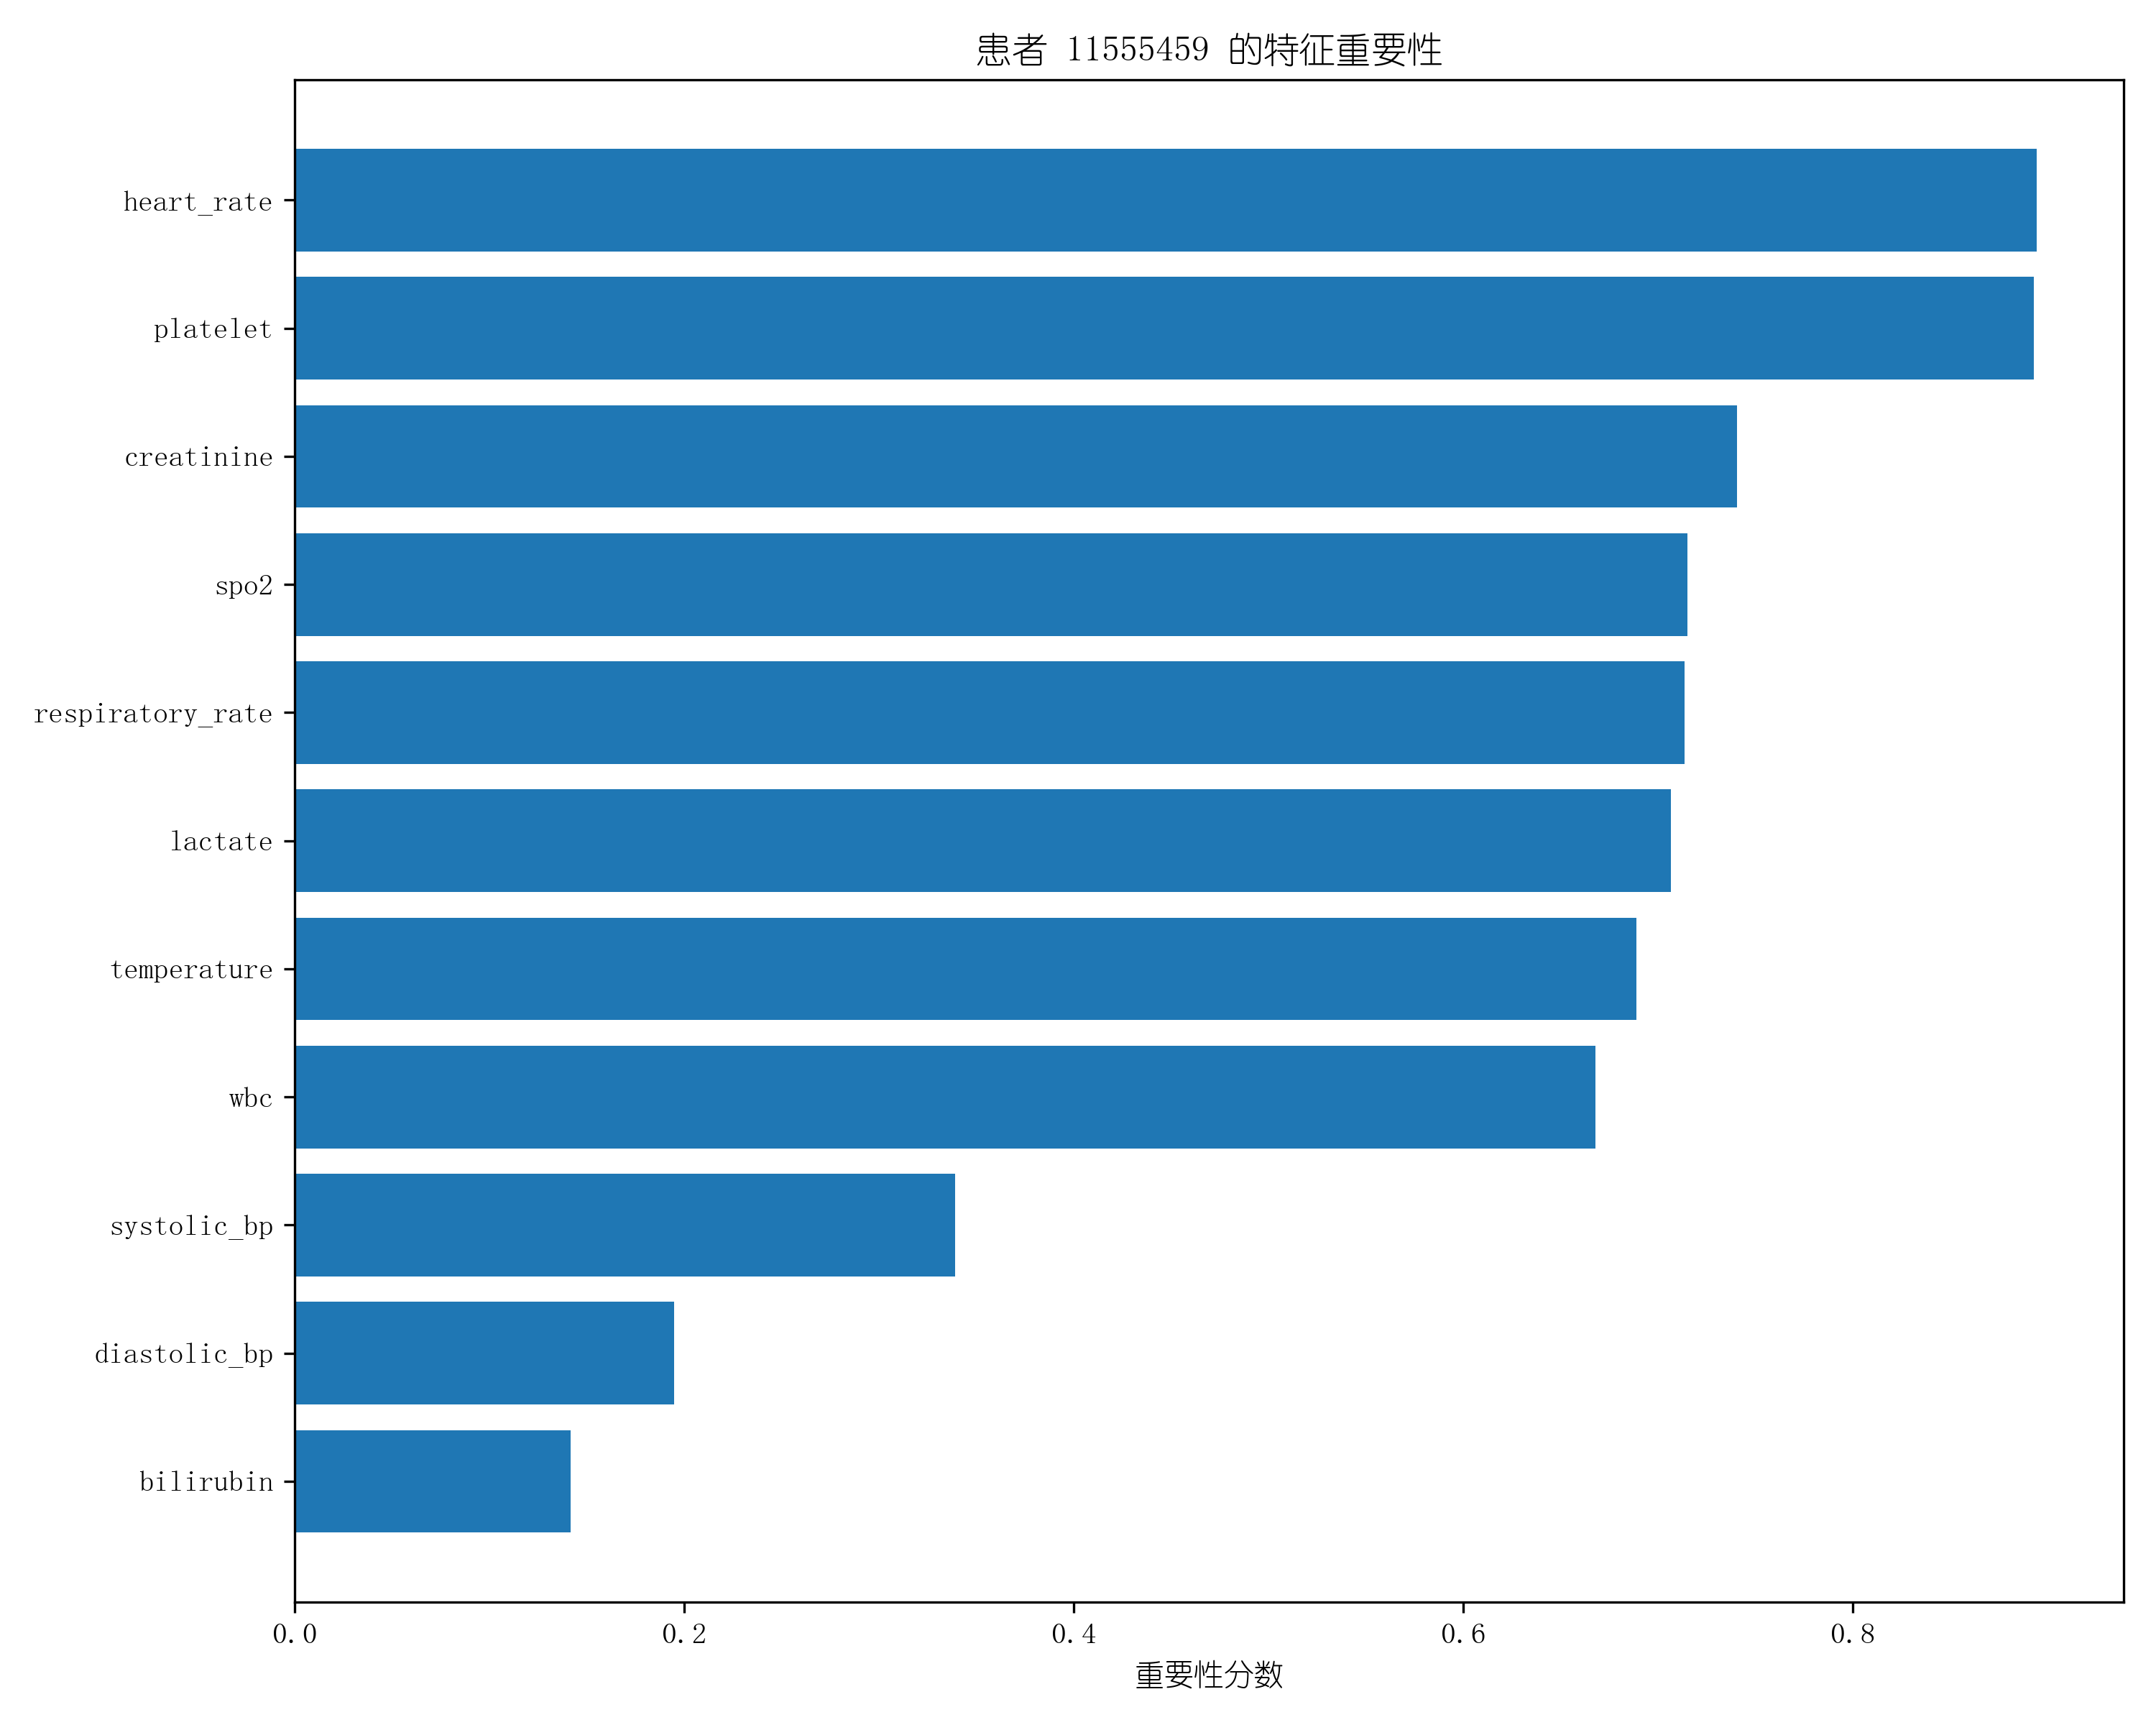 患者 11555459 的特征重要性
heart_rate
platelet
creatinine
spo2
respiratory_rate
lactate
temperature
wbc
systolic_bp
diastolic_bp
bilirubin
0.0 0.2 0.4 0.6 0.8
重要性分数